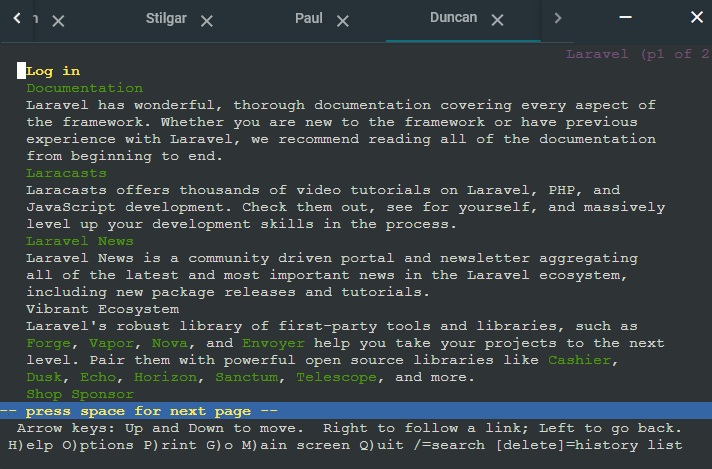 Stilgar Paul Duncan
Laravel (p1 of 2
Log in
Documentation
Laravel has wonderful, thorough documentation covering every aspect of
the framework. Whether you are new to the framework or have previous
experience with Laravel, we recommend reading all of the documentation
from beginning to end.
Laracasts
Laracasts offers thousands of video tutorials on Laravel, PHP, and
JavaScript development. Check them out, see for yourself, and massively
level up your development skills in the process.
Laravel News
Laravel News is a community driven portal and newsletter aggregating
all of the latest and most important news in the Laravel ecosystem,
including new package releases and tutorials.
Vibrant Ecosystem
Laravel's robust library of first-party tools and libraries, such as
Forge, Vapor, Nova, and Envoyer help you take your projects to the next
level. Pair them with powerful open source libraries like Cashier,
Dusk, Echo, Horizon, Sanctum, Telescope, and more.
Shop Sponsor
-- press space for next page --
Arrow keys: Up and Down to move.  Right to follow a link; Left to go back.
H)elp O)ptions P)rint G)o M)ain screen Q)uit /=search [delete]=history list